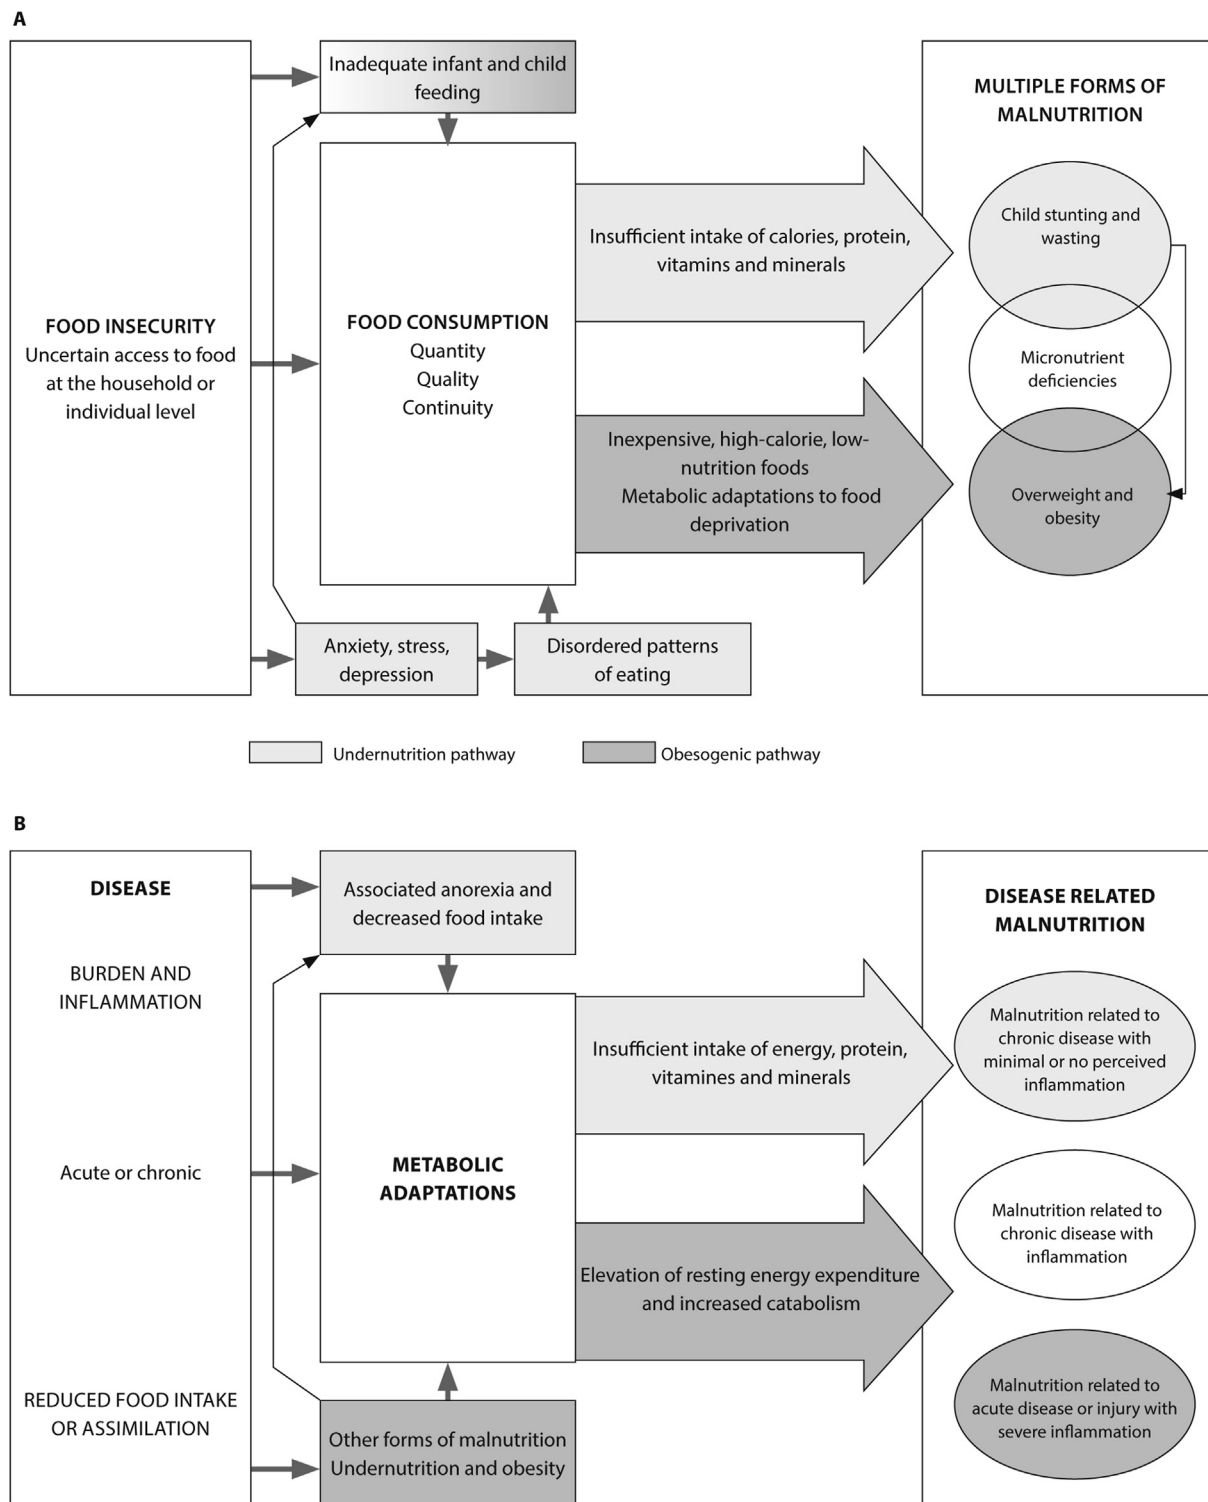 A
Inadequate infant and child
feeding
MULTIPLE FORMS OF
MALNUTRITION
Child stunting and
wasting
Insufficient intake of calories, protein,
vitamins and minerals
FOOD INSECURITY
Uncertain access to food
at the household or
individual level
FOOD CONSUMPTION
Quantity
Quality
Continuity
Micronutrient
deficiencies
Inexpensive, high-calorie, low-
nutrition foods
Metabolic adaptations to food
deprivation
Overweight and
obesity
Anxiety, stress,
depression
Disordered patterns
of eating
Undernutrition pathway
Obesogenic pathway
B
DISEASE
BURDEN AND
INFLAMMATION
Acute or chronic
REDUCED FOOD INTAKE
OR ASSIMILATION
Associated anorexia and
decreased food intake
METABOLIC
ADAPTATIONS
Other forms of malnutrition
Undernutrition and obesity
Insufficient intake of energy, protein,
vitamines and minerals
Elevation of resting energy expenditure
and increased catabolism
DISEASE RELATED
MALNUTRITION
Malnutrition related to
chronic disease with
minimal or no perceived
inflammation
Malnutrition related to
chronic disease with
inflammation
Malnutrition related to
acute disease or injury with
severe inflammation